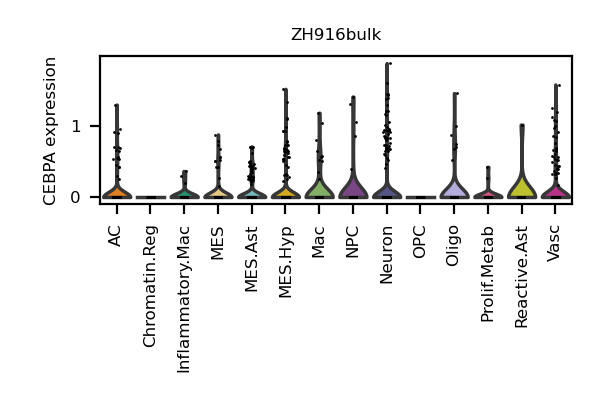 ZH916bulk
CEBPA expression
1
0
AC
Chromatin.Reg
Inflammatory.Mac
MES
MES.Ast
MES.Hyp
Mac
NPC
Neuron
OPC
Oligo
Prolif.Metab
Reactive.Ast
Vasc